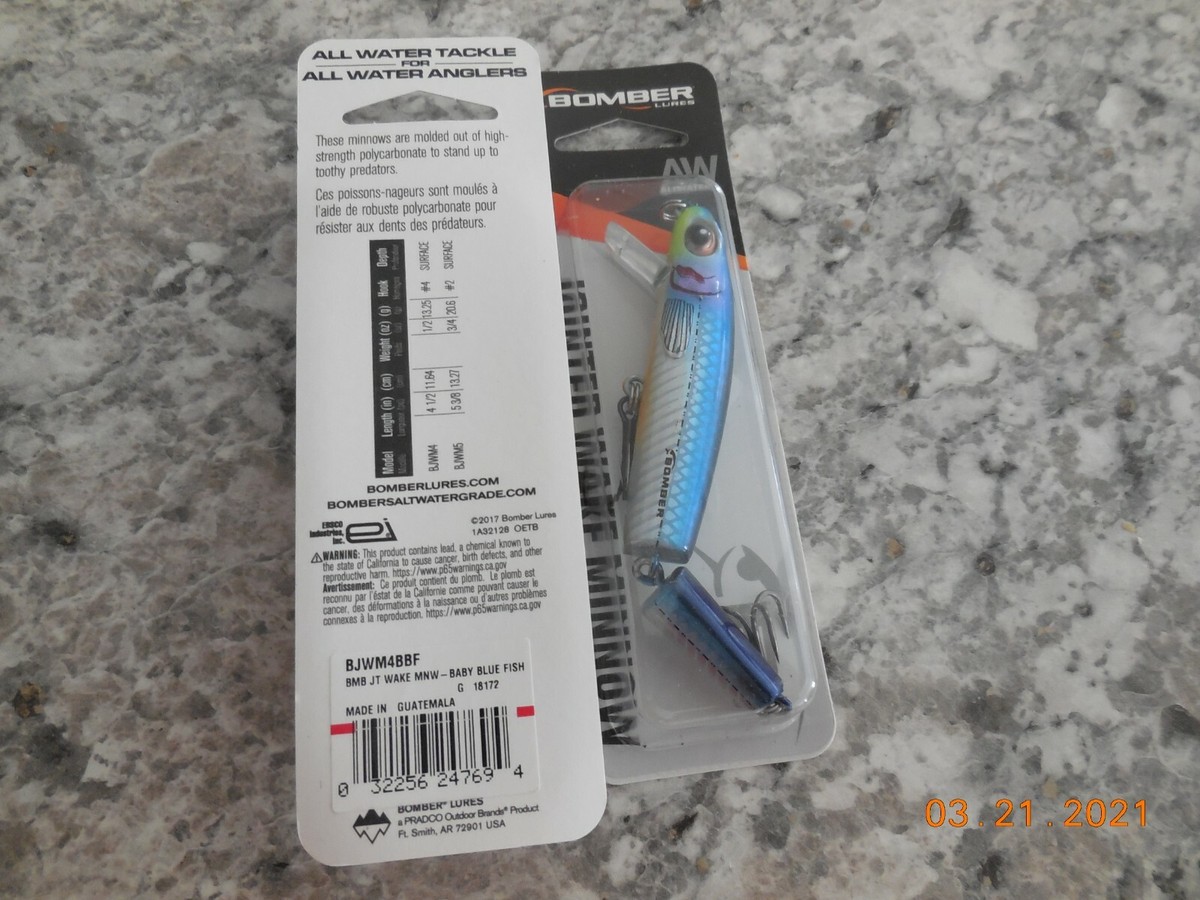 ALL WATER TACKLE
FOR
ALL WATER ANGLERS
These minnows are molded out of high-
strength polycarbonate to stand up to
toothy predators.
Ces poissons-nageurs sont moulés à
l'aide de robuste polycarbonate pour
résister aux dents des prédateurs.
Model Length (in) (cm) Weight (oz) (g) Hook Depth
BJWM4 4 1/2 11.64 1/2 13.25 #4 SURFACE
BJWM5 5 3/8 13.27 3/4 20.6 #2 SURFACE
BOMBERLURES.COM
BOMBERSALTWATERGRADE.COM
EBSCO
Industries,
Inc.
ei
©2017 Bomber Lures
1A32128 OETB
WARNING: This product contains lead, a chemical known to
the state of California to cause cancer, birth defects, and other
reproductive harm. https://www.p65warnings.ca.gov
Avertissement: Ce produit contient du plomb. Le plomb est
reconnu par l'état de la Californie comme pouvant causer le
cancer, des déformations à la naissance ou d'autres problèmes
connexes à la reproduction. https://www.p65warnings.ca.gov
BJWM4BBF
BMB JT WAKE MNW-BABY BLUE FISH
G 18172
MADE IN GUATEMALA
0 32256 24769 4
BOMBER® LURES
a PRADCO Outdoor Brands® Product
Ft. Smith, AR 72901 USA
BOMBER
LURES
AW
JOINTED WAKE MINNOW
BOMBER
03.21.2021